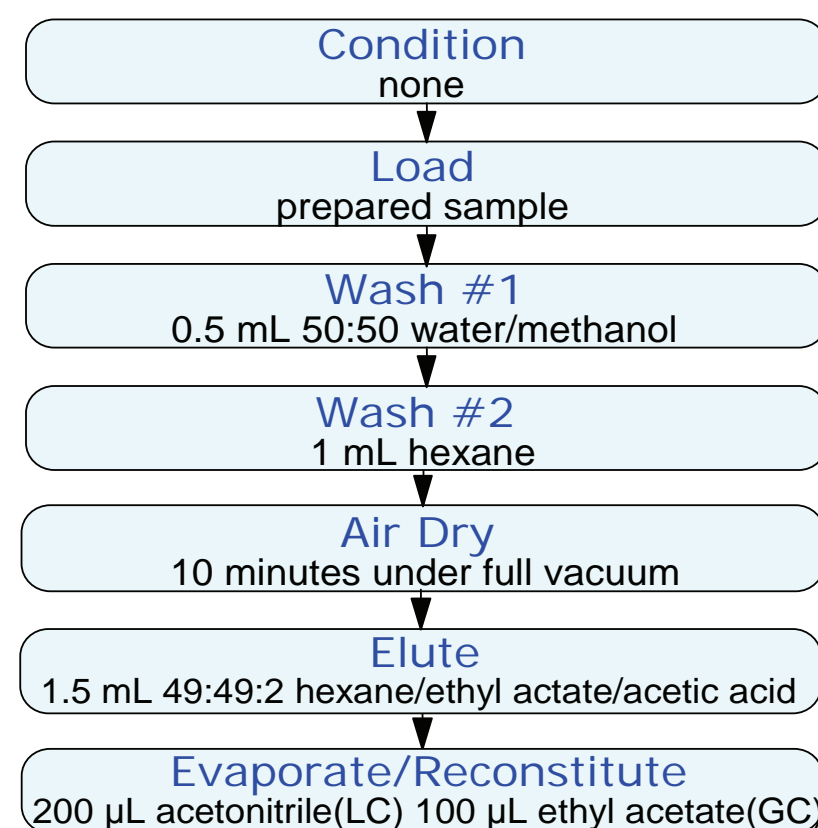 Condition
none
Load
prepared sample
Wash #1
0.5 mL 50:50 water/methanol
Wash #2
1 mL hexane
Air Dry
10 minutes under full vacuum
Elute
1.5 mL 49:49:2 hexane/ethyl actate/acetic acid
Evaporate/Reconstitute
200 µL acetonitrile(LC) 100 µL ethyl acetate(GC)